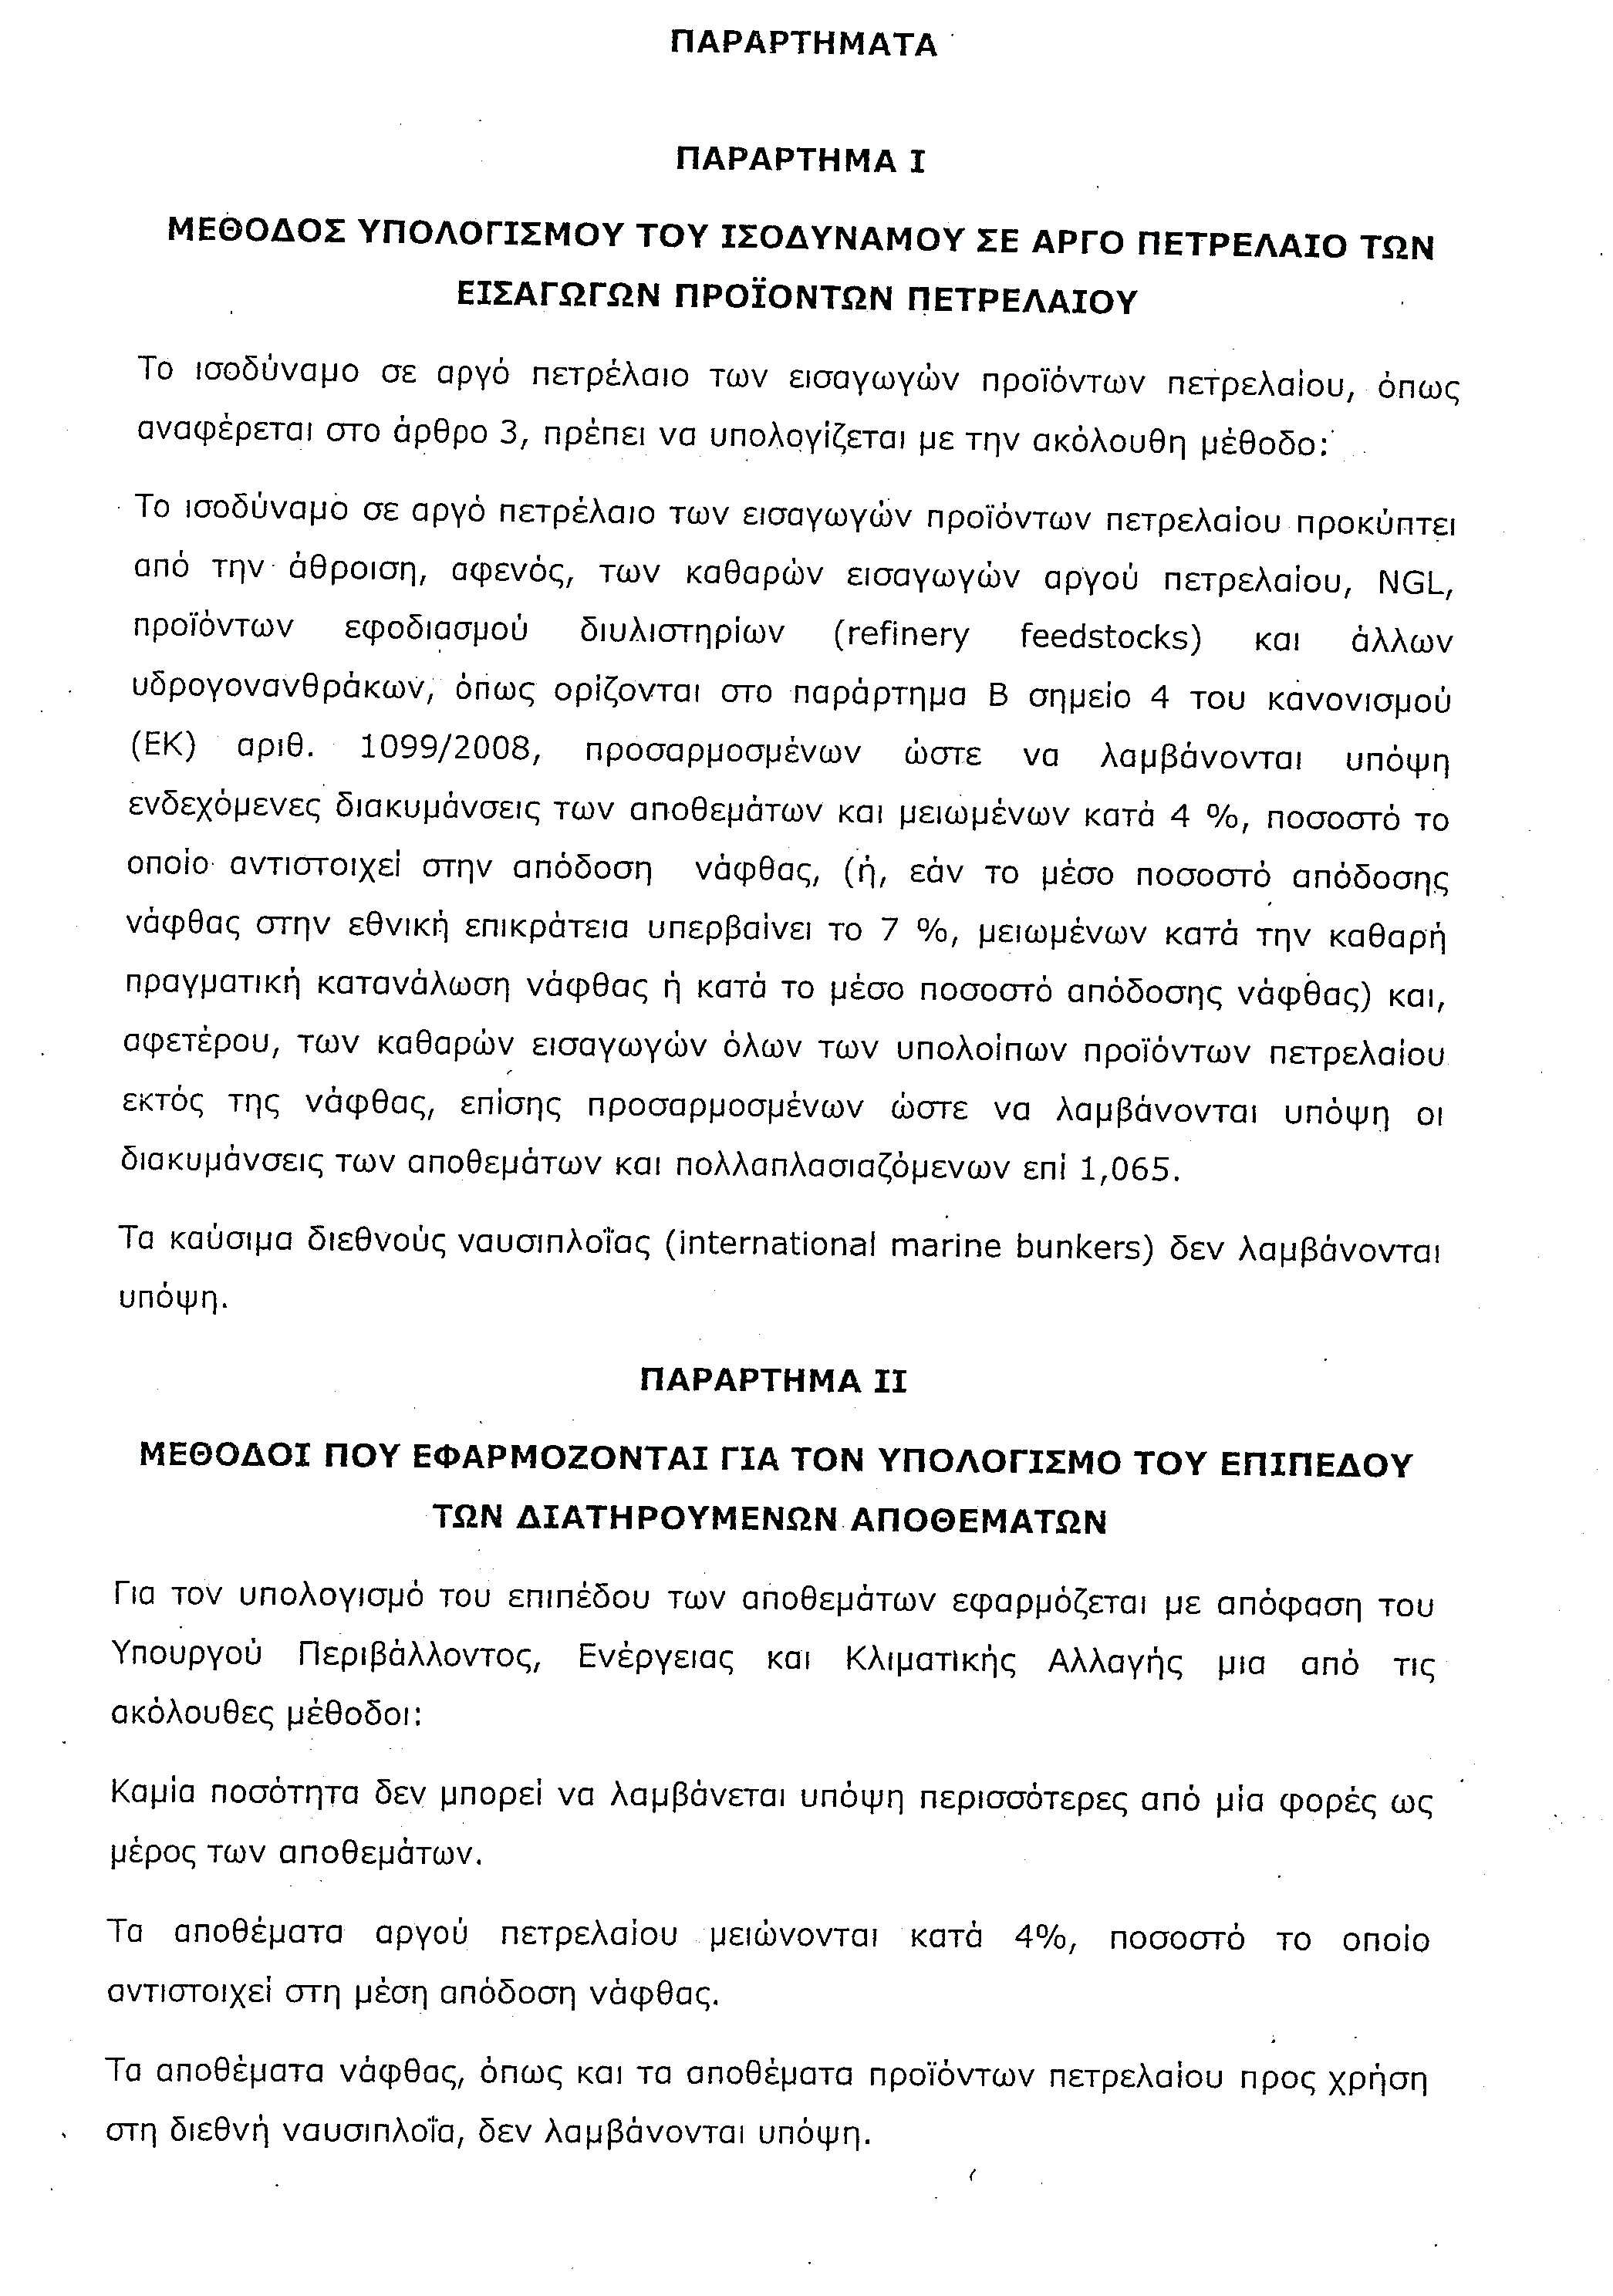 ΠΑΡΑΡΤΗΜΑΤΑ
ΠΑΡΑΡΤΗΜΑ Ι
ΜΕΘΟΔΟΣ ΥΠΟΛΟΓΙΣΜΟΥ ΤΟΥ ΙΣΟΔΥΝΑΜΟΥ ΣΕ ΑΡΓΟ ΠΕΤΡΕΛΑΙΟ ΤΩΝ
ΕΙΣΑΓΩΓΩΝ ΠΡΟΪΟΝΤΩΝ ΠΕΤΡΕΛΑΙΟΥ
Το ισοδύναμο σε αργό πετρέλαιο των εισαγωγών προϊόντων πετρελαίου, όπως
αναφέρεται στο άρθρο 3, πρέπει να υπολογίζεται με την ακόλουθη μέθοδο:
Το ισοδύναμο σε αργό πετρέλαιο των εισαγωγών προϊόντων πετρελαίου προκύπτει
από την άθροιση, αφενός, των καθαρών εισαγωγών αργού πετρελαίου, NGL,
προϊόντων εφοδιασμού διυλιστηρίων (refinery feedstocks) και άλλων
υδρογονανθράκων, όπως ορίζονται στο παράρτημα Β σημείο 4 του κανονισμού
(ΕΚ) αριθ. 1099/2008, προσαρμοσμένων ώστε να λαμβάνονται υπόψη
ενδεχόμενες διακυμάνσεις των αποθεμάτων και μειωμένων κατά 4 %, ποσοστό το
οποίο αντιστοιχεί στην απόδοση νάφθας, (ή, εάν το μέσο ποσοστό απόδοσης
νάφθας στην εθνική επικράτεια υπερβαίνει το 7 %, μειωμένων κατά την καθαρή
πραγματική κατανάλωση νάφθας ή κατά το μέσο ποσοστό απόδοσης νάφθας) και,
αφετέρου, των καθαρών εισαγωγών όλων των υπολοίπων προϊόντων πετρελαίου
εκτός της νάφθας, επίσης προσαρμοσμένων ώστε να λαμβάνονται υπόψη οι
διακυμάνσεις των αποθεμάτων και πολλαπλασιαζόμενων επί 1,065.
Τα καύσιμα διεθνούς ναυσιπλοΐας (international marine bunkers) δεν λαμβάνονται
υπόψη.
ΠΑΡΑΡΤΗΜΑ ΙΙ
ΜΕΘΟΔΟΙ ΠΟΥ ΕΦΑΡΜΟΖΟΝΤΑΙ ΓΙΑ ΤΟΝ ΥΠΟΛΟΓΙΣΜΟ ΤΟΥ ΕΠΙΠΕΔΟΥ
ΤΩΝ ΔΙΑΤΗΡΟΥΜΕΝΩΝ ΑΠΟΘΕΜΑΤΩΝ
Για τον υπολογισμό του επιπέδου των αποθεμάτων εφαρμόζεται με απόφαση του
Υπουργού Περιβάλλοντος, Ενέργειας και Κλιματικής Αλλαγής μια από τις
ακόλουθες μέθοδοι:
Καμία ποσότητα δεν μπορεί να λαμβάνεται υπόψη περισσότερες από μία φορές ως
μέρος των αποθεμάτων.
Τα αποθέματα αργού πετρελαίου μειώνονται κατά 4%, ποσοστό το οποίο
αντιστοιχεί στη μέση απόδοση νάφθας.
Τα αποθέματα νάφθας, όπως και τα αποθέματα προϊόντων πετρελαίου προς χρήση
στη διεθνή ναυσιπλοΐα, δεν λαμβάνονται υπόψη.